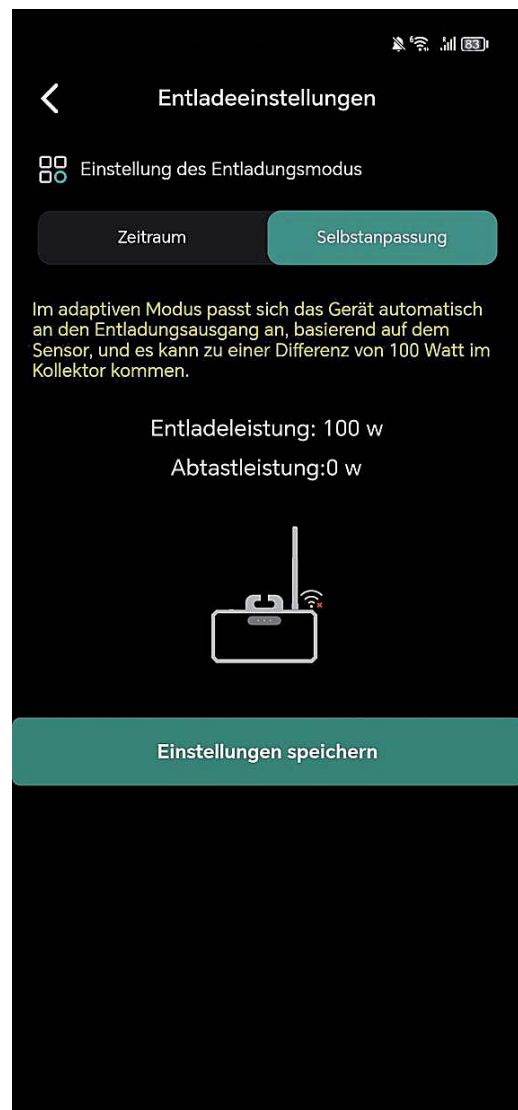 83
Entladeeinstellungen
Einstellung des Entladungsmodus
Zeitraum
Selbstanpassung
Im adaptiven Modus passt sich das Gerät automatisch
an den Entladungsausgang an, basierend auf dem
Sensor, und es kann zu einer Differenz von 100 Watt im
Kollektor kommen.
Entladeleistung: 100 w
Abtastleistung:0 w
Einstellungen speichern